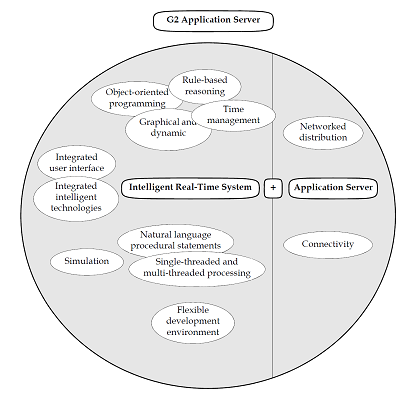 G2 Application Server
Rule-based
reasoning
Object-oriented
programming
Time
management
Graphical and
dynamic
Networked
distribution
Integrated
user interface
Integrated
intelligent
technologies
Intelligent Real-Time System
+
Application Server
Natural language
procedural statements
Connectivity
Simulation
Single-threaded and
multi-threaded processing
Flexible
development
environment